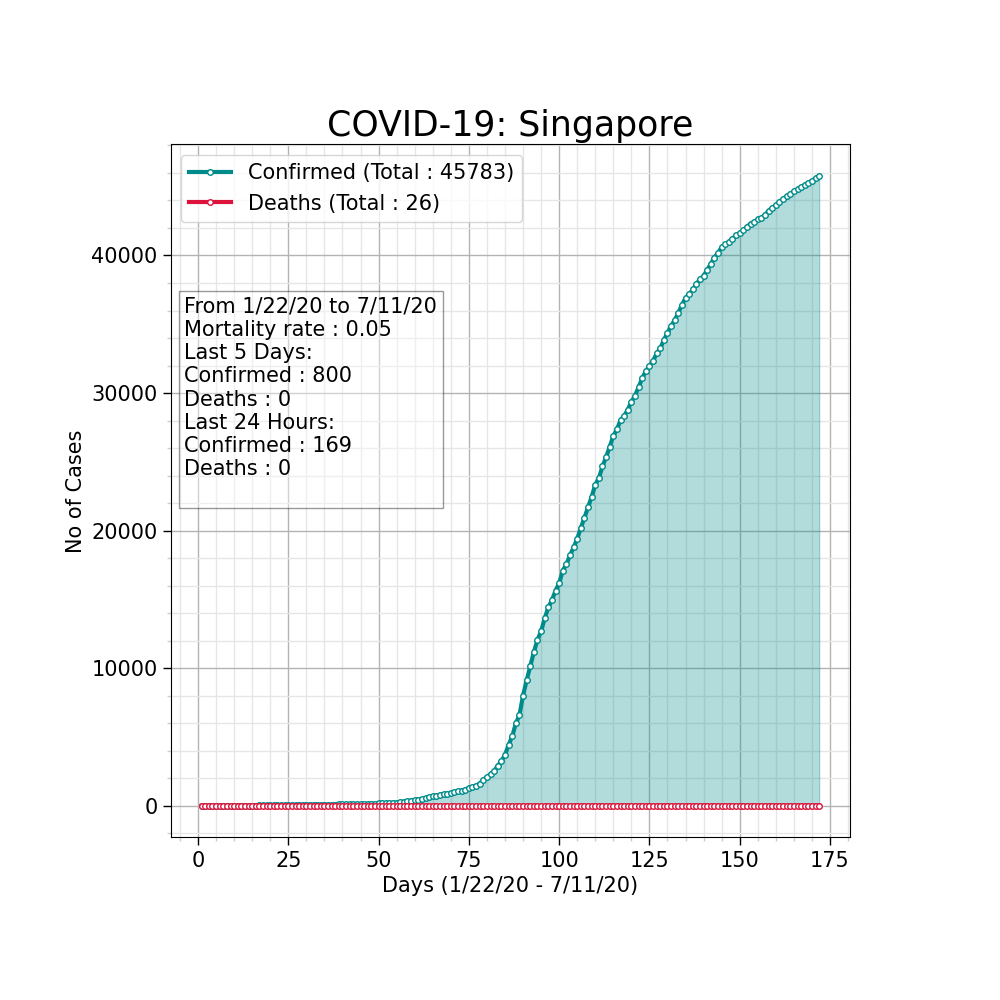 COVID-19: Singapore
Confirmed (Total : 45783)
Deaths (Total : 26)
From 1/22/20 to 7/11/20
Mortality rate : 0.05
Last 5 Days:
Confirmed : 800
Deaths : 0
Last 24 Hours:
Confirmed : 169
Deaths : 0
No of Cases
40000
30000
20000
10000
0
0 25 50 75 100 125 150 175
Days (1/22/20 - 7/11/20)